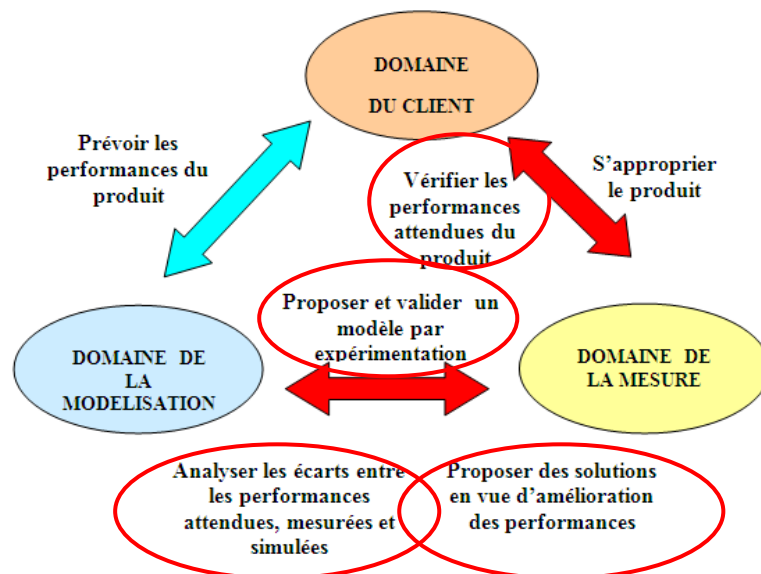 DOMAINE
DU CLIENT
Prévoir les
performances du
produit
S'approprier
le produit
Vérifier les
performances
attendues du
produit
Proposer et valider un
modèle par
expérimentation
DOMAINE DE
LA
MODELISATION
DOMAINE DE
LA MESURE
Analyser les écarts entre
les performances
attendues, mesurées et
simulées
Proposer des solutions
en vue d'amélioration
des performances